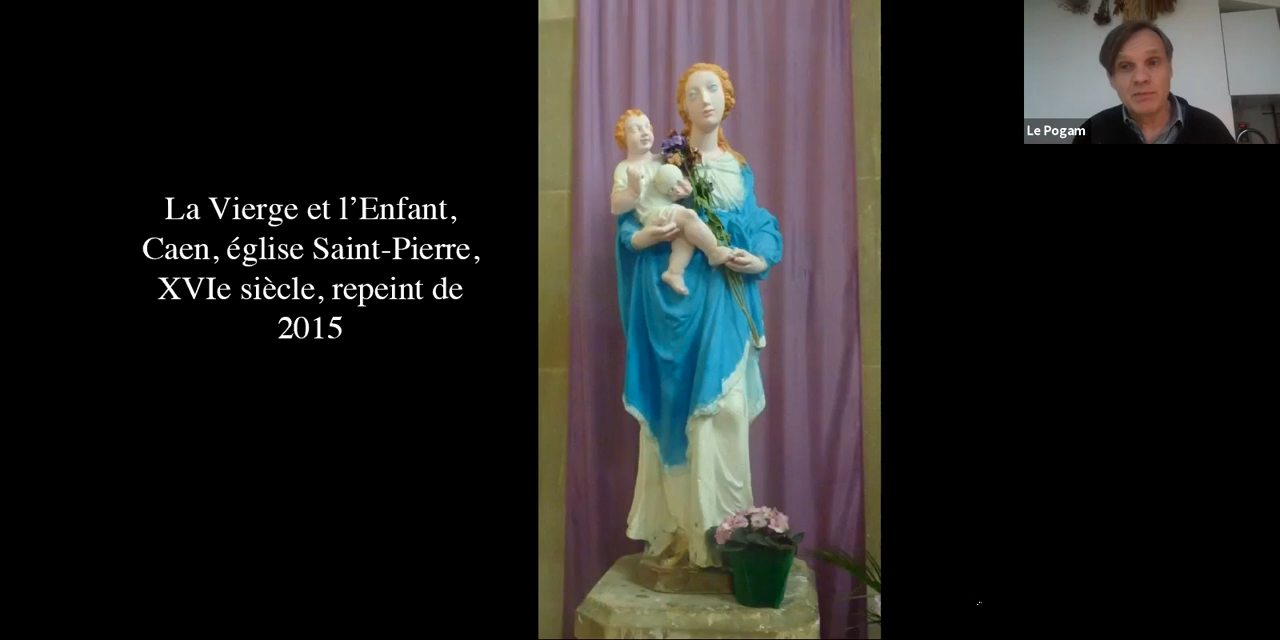 La Vierge et l’Enfant,
Caen, église Saint-Pierre,
XVIe siècle, repeint de
2015
Le Pogam